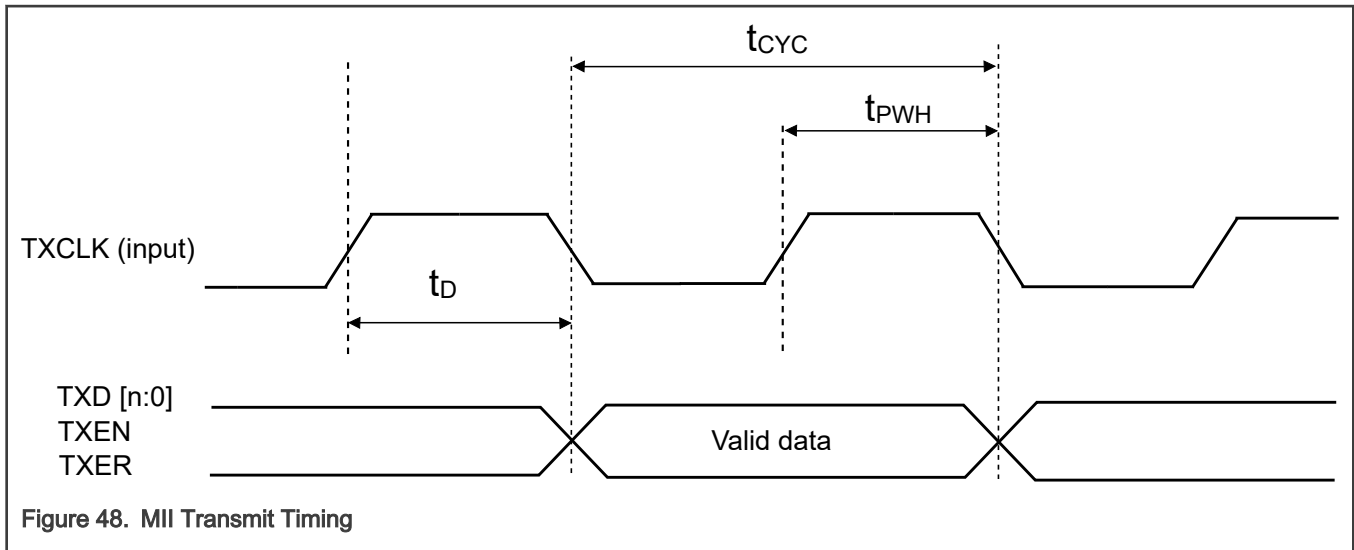 tCYC
tPWH
TXCLK (input)
tD
TXD [n:0]
TXEN
Valid data
TXER
Figure 48. MII Transmit Timing